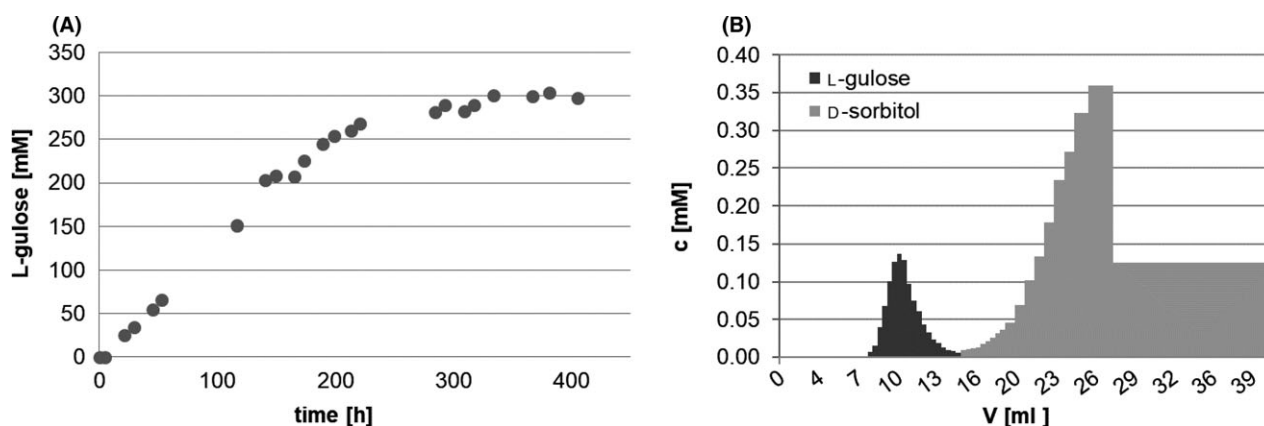 (A)
350
300
250
200
150
100
50
0
L-gulose [mM]
0 100 200 300 400
time [h]
(B)
0.40
0.35
0.30
0.25
0.20
0.15
0.10
0.05
0.00
c [mM]
L-gulose
D-sorbitol
0 4 7 10 13 16 20 23 26 29 32 36 39
V [ml ]